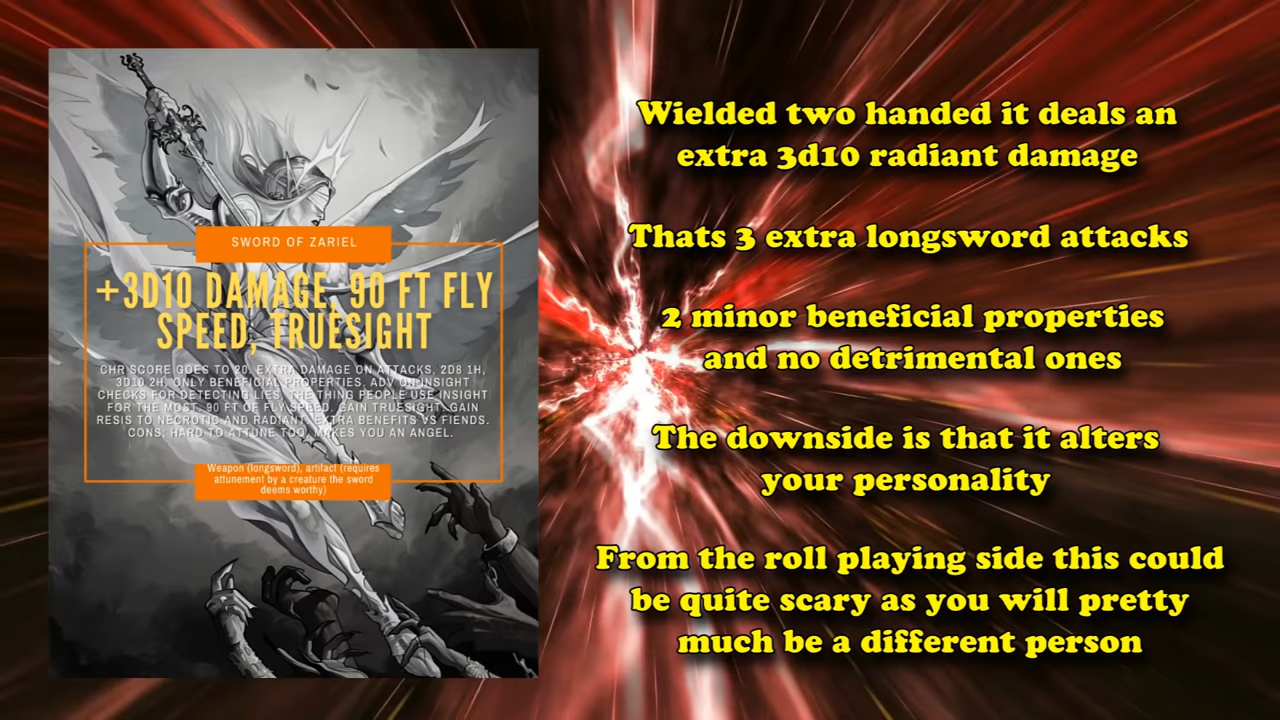 SWORD OF ZARIEL
+3D10 DAMAGE, 90 FT FLY
SPEED, TRUESIGHT
CHR SCORE GOES TO 20, EXTRA DAMAGE ON ATTACKS, 2D8 1H,
3D10 2H, ONLY BENEFICIAL PROPERTIES, ADV ON INSIGHT
CHECKS FOR DETECTING LIES, THE THING PEOPLE USE INSIGHT
FOR THE MOST, 90 FT OF FLY SPEED. GAIN TRUESIGHT. GAIN
RESIS TO NECROTIC AND RADIANT. EXTRA BENEFITS VS FIENDS.
CONS; HARD TO ATTUNE TOO, MAKES YOU AN ANGEL.
Weapon (longsword), artifact (requires
attunement by a creature the sword
deems worthy)
Wielded two handed it deals an
extra 3d10 radiant damage
Thats 3 extra longsword attacks
2 minor beneficial properties
and no detrimental ones
The downside is that it alters
your personality
From the roll playing side this could
be quite scary as you will pretty
much be a different person